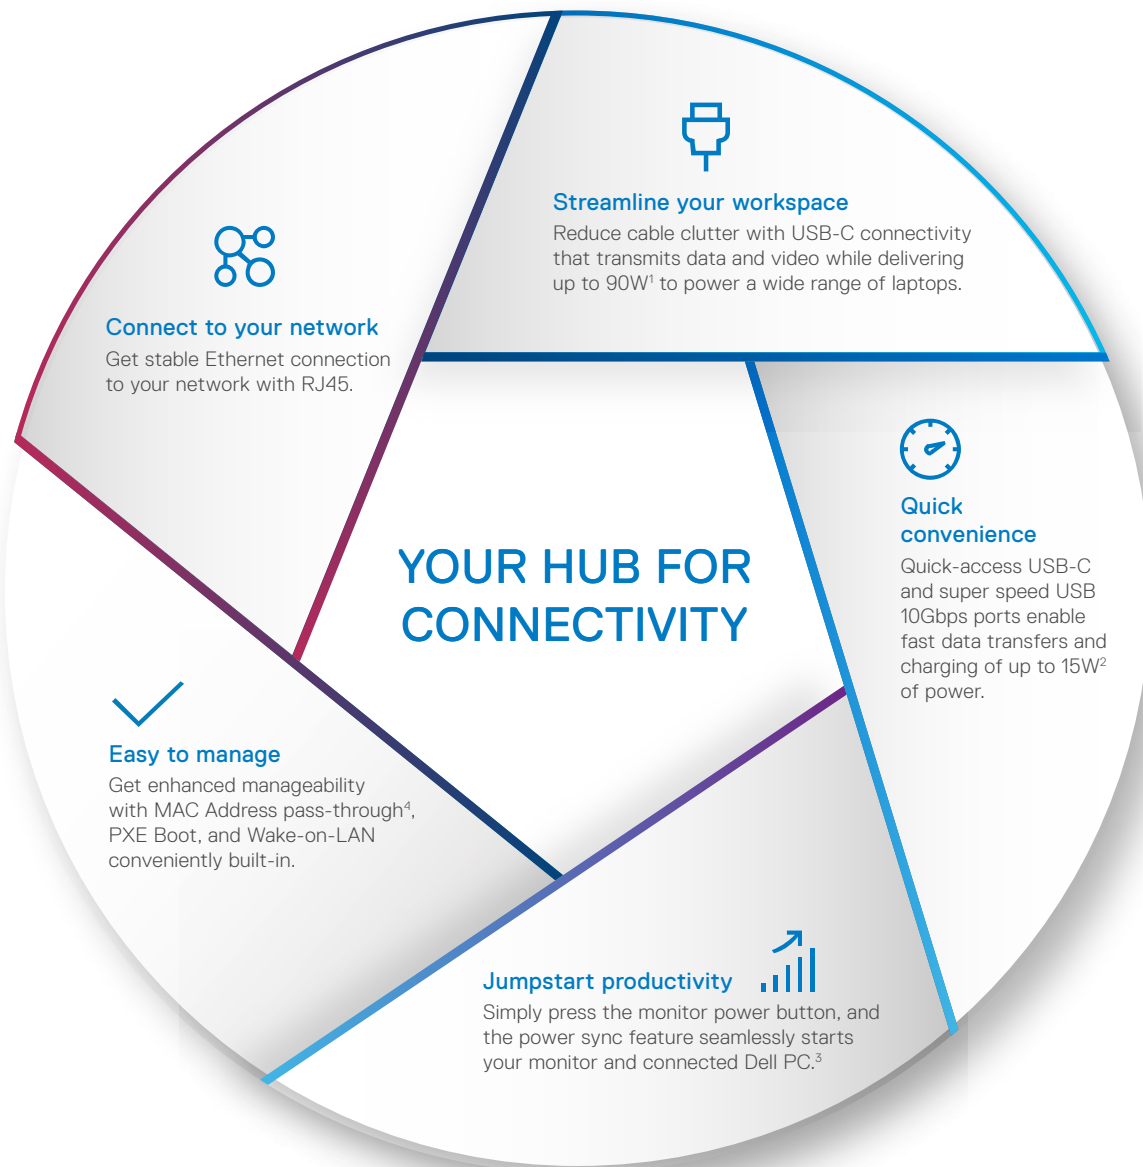 Streamline your workspace
Reduce cable clutter with USB-C connectivity
that transmits data and video while delivering
up to 90W¹ to power a wide range of laptops.
Connect to your network
Get stable Ethernet connection
to your network with RJ45.
Quick
convenience
Quick-access USB-C
and super speed USB
10Gbps ports enable
fast data transfers and
charging of up to 15W²
of power.
YOUR HUB FOR
CONNECTIVITY
Easy to manage
Get enhanced manageability
with MAC Address pass-through⁴,
PXE Boot, and Wake-on-LAN
conveniently built-in.
Jumpstart productivity
Simply press the monitor power button, and
the power sync feature seamlessly starts
your monitor and connected Dell PC.³